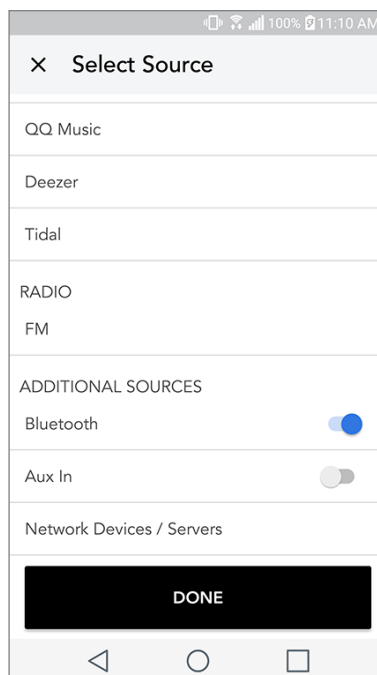 100% 11:10 AM
Select Source
QQ Music
Deezer
Tidal
RADIO
FM
ADDITIONAL SOURCES
Bluetooth
Aux In
Network Devices / Servers
DONE